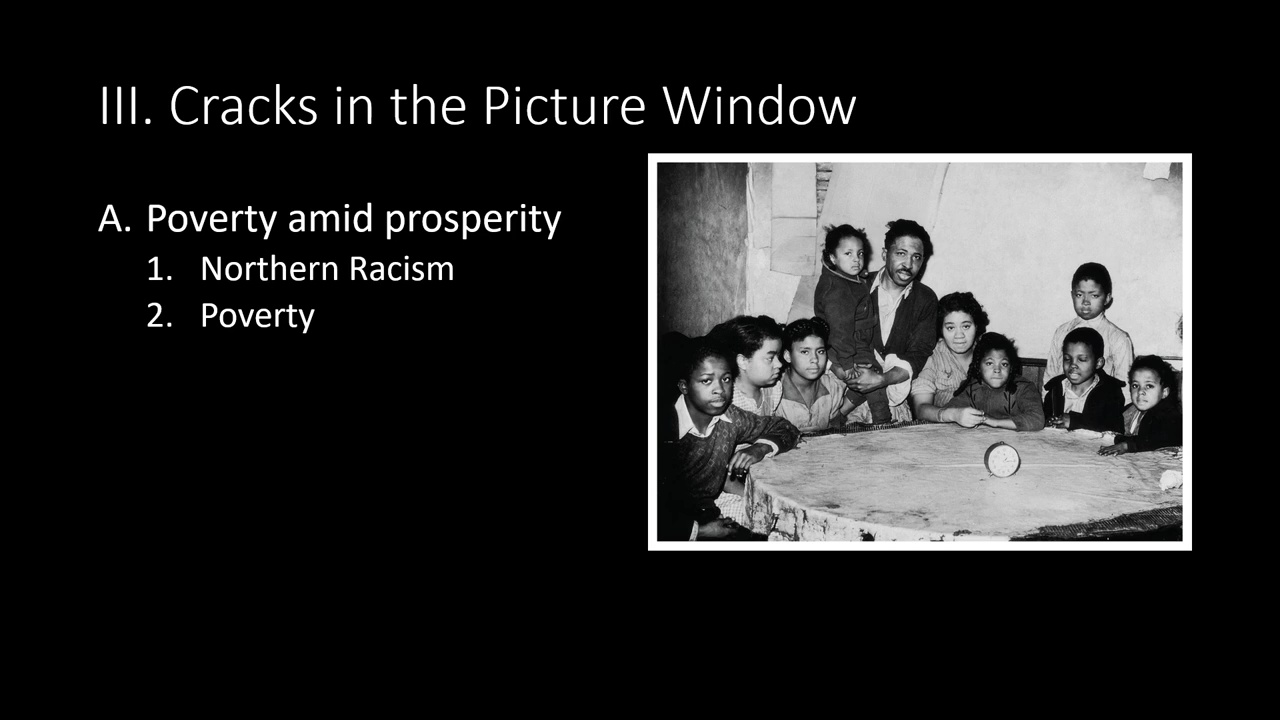 III. Cracks in the Picture Window
A. Poverty amid prosperity
1. Northern Racism
2. Poverty